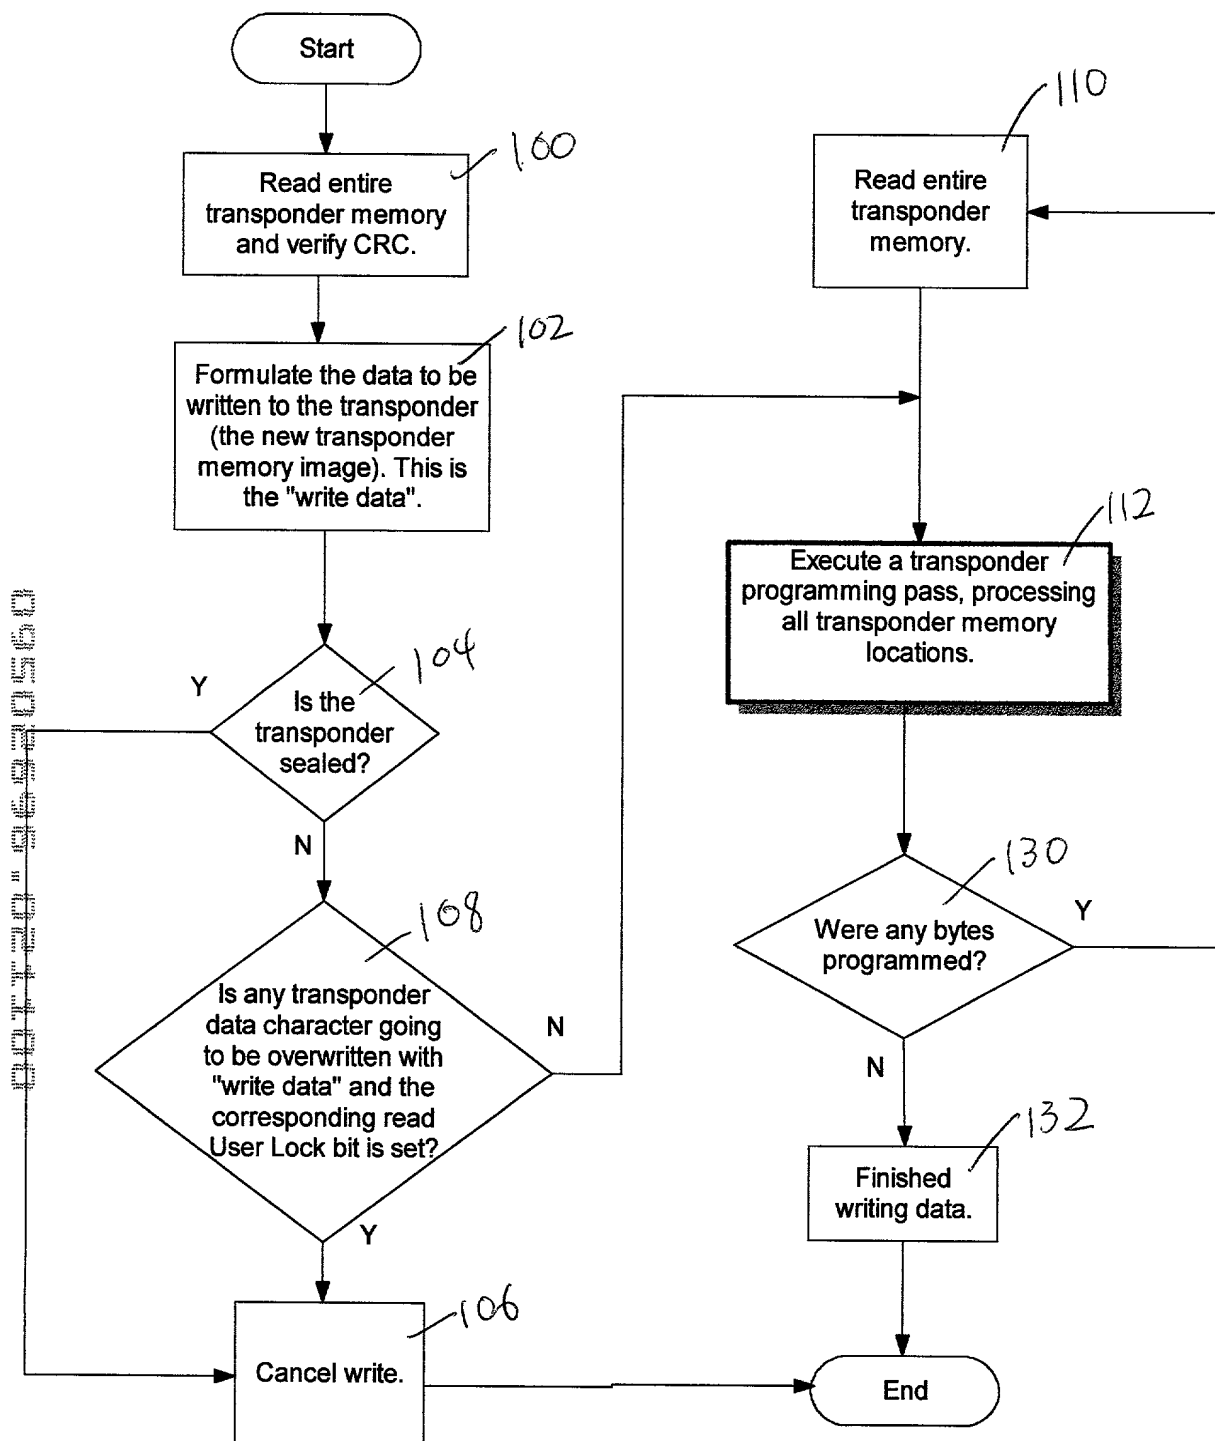 Start
100
Read entire
transponder memory
and verify CRC.
102
Formulate the data to be
written to the transponder
(the new transponder
memory image). This is
the "write data".
104
Y
Is the
transponder
sealed?
N
108
Is any transponder
data character going
to be overwritten with
"write data" and the
corresponding read
User Lock bit is set?
N
Y
106
Cancel write.
110
Read entire
transponder
memory.
112
Execute a transponder
programming pass, processing
all transponder memory
locations.
130
Were any bytes
programmed?
Y
N
132
Finished
writing data.
End